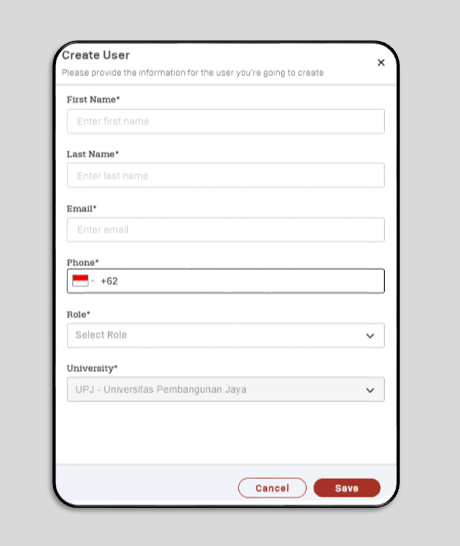 Create User
Please provide the information for the user you're going to create
First Name*
Enter first name
Last Name*
Enter last name
Email*
Enter email
Phone*
+62
Role*
Select Role
University*
UPJ - Universitas Pembangunan Jaya
Cancel Save